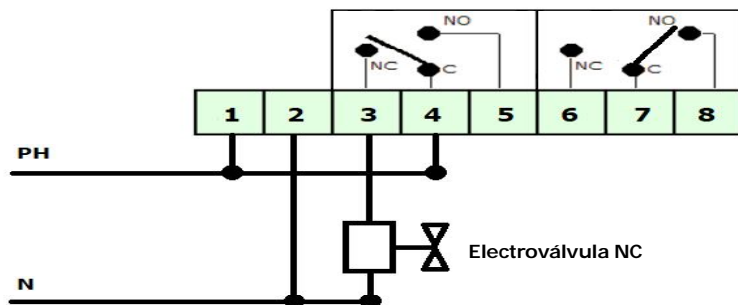 NO NO
NC C NC C
1 2 3 4 5 6 7 8
PH
Electroválvula NC
N